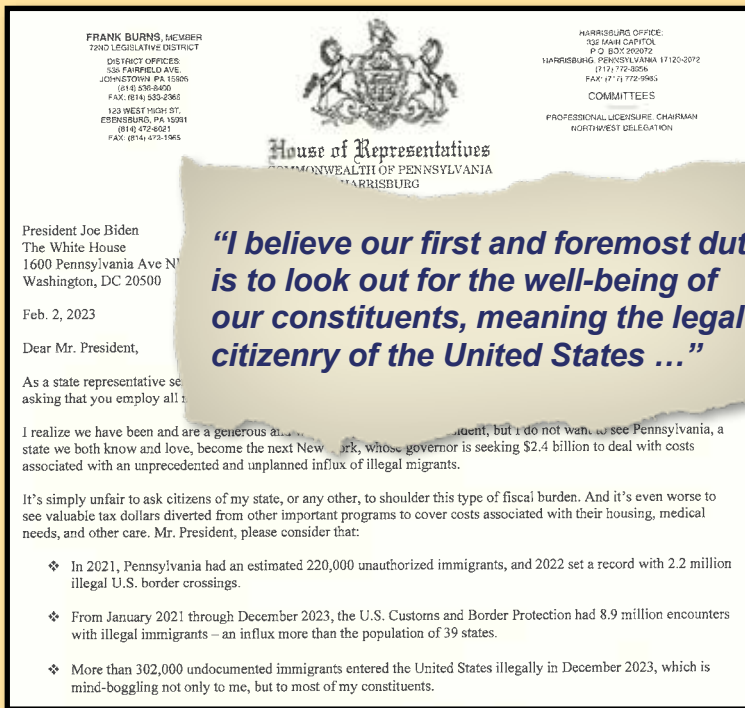 FRANK BURNS, MEMBER
72ND LEGISLATIVE DISTRICT
DISTRICT OFFICES:
535 FAIRFIELD AVE.
JOHNSTOWN, PA 15906
(814) 536-8400
FAX: (814) 533-2368
123 WEST HIGH ST.
EBENSBURG, PA 15931
(814) 472-8021
FAX: (814) 472-1965
HARRISBURG OFFICE:
332 MAIN CAPITOL
P.O. BOX 202072
HARRISBURG, PENNSYLVANIA 17120-2072
(717) 772-8056
FAX: (717) 772-9965
COMMITTEES
PROFESSIONAL LICENSURE, CHAIRMAN
NORTHWEST DELEGATION
House of Representatives
COMMONWEALTH OF PENNSYLVANIA
HARRISBURG
President Joe Biden
The White House
1600 Pennsylvania Ave N
Washington, DC 20500
Feb. 2, 2023
Dear Mr. President,
“I believe our first and foremost dut
is to look out for the well-being of
our constituents, meaning the legal
citizenry of the United States ...”
As a state representative se
asking that you employ all
I realize we have been and are a generous and but I do not want to see Pennsylvania, a
state we both know and love, become the next New York, whose governor is seeking $2.4 billion to deal with costs
associated with an unprecedented and unplanned influx of illegal migrants.
It’s simply unfair to ask citizens of my state, or any other, to shoulder this type of fiscal burden. And it’s even worse to
see valuable tax dollars diverted from other important programs to cover costs associated with their housing, medical
needs, and other care. Mr. President, please consider that:
❖ In 2021, Pennsylvania had an estimated 220,000 unauthorized immigrants, and 2022 set a record with 2.2 million
illegal U.S. border crossings.
❖ From January 2021 through December 2023, the U.S. Customs and Border Protection had 8.9 million encounters
with illegal immigrants – an influx more than the population of 39 states.
❖ More than 302,000 undocumented immigrants entered the United States illegally in December 2023, which is
mind-boggling not only to me, but to most of my constituents.